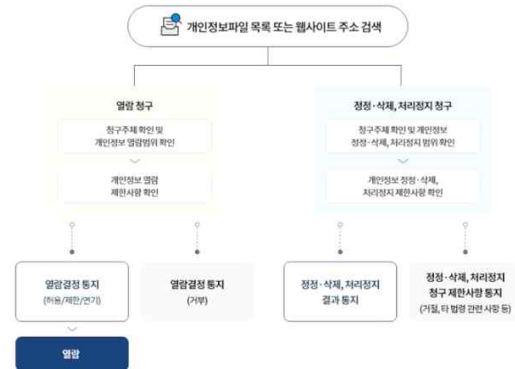 개인정보파일 목록 또는 웹사이트 주소 검색
열람 청구
청구주체 확인 및
개인정보 열람범위 확인
개인정보 열람
제한사항 확인
열람결정 통지
(허용/제한/연기)
열람결정 통지
(거부)
열람
정정·삭제, 처리정지 청구
청구주체 확인 및 개인정보
정정·삭제, 처리정지 범위 확인
개인정보 정정·삭제,
처리정지 제한사항 확인
정정·삭제, 처리정지
결과 통지
정정·삭제, 처리정지
청구 제한사항 통지
(거절, 타 법령 관련 사항 등)